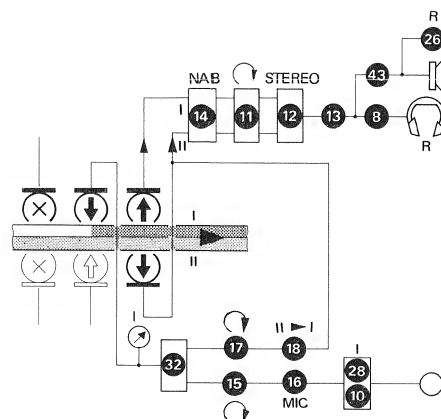 R
26
NAB STEREO
43
I 14 11 12 13 8
II
R
I
II
I
II ► I
17 18
I
32
28
15 16
10
MIC